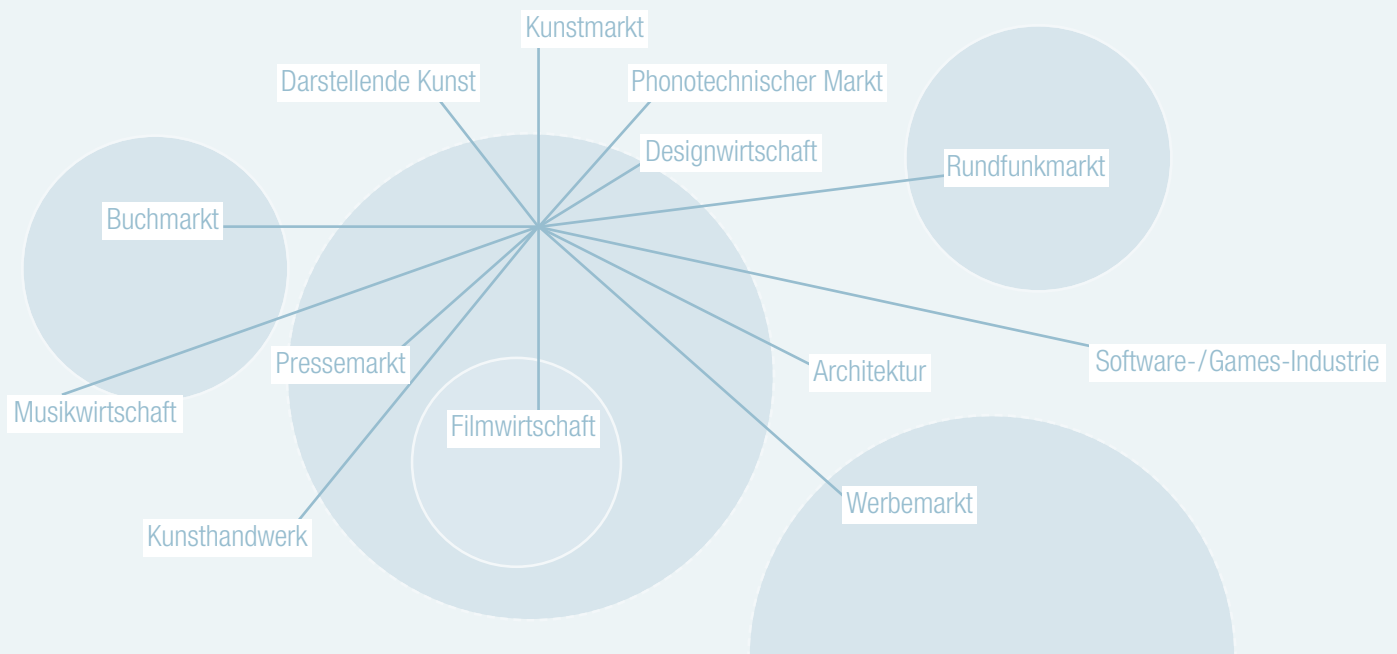 Kunstmarkt
Darstellende Kunst
Phonotechnischer Markt
Designwirtschaft
Rundfunkmarkt
Buchmarkt
Pressemarkt
Architektur
Software-/Games-Industrie
Musikwirtschaft
Filmwirtschaft
Werbemarkt
Kunsthandwerk